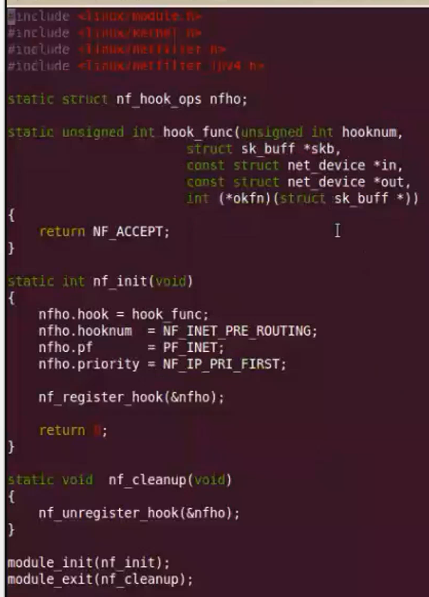 #include <linux/module.h>
#include <linux/kernel.h>
#include <linux/netfilter.h>
#include <linux/netfilter_ipv4.h>
static struct nf_hook_ops nfho;
static unsigned int hook_func(unsigned int hooknum,
struct sk_buff *skb,
const struct net_device *in,
const struct net_device *out,
int (*okfn)(struct sk_buff *))
{
return NF_ACCEPT;
}
static int nf_init(void)
{
nfho.hook = hook_func;
nfho.hooknum = NF_INET_PRE_ROUTING;
nfho.pf = PF_INET;
nfho.priority = NF_IP_PRI_FIRST;
nf_register_hook(&nfho);
return 0;
}
static void nf_cleanup(void)
{
nf_unregister_hook(&nfho);
}
module_init(nf_init);
module_exit(nf_cleanup);